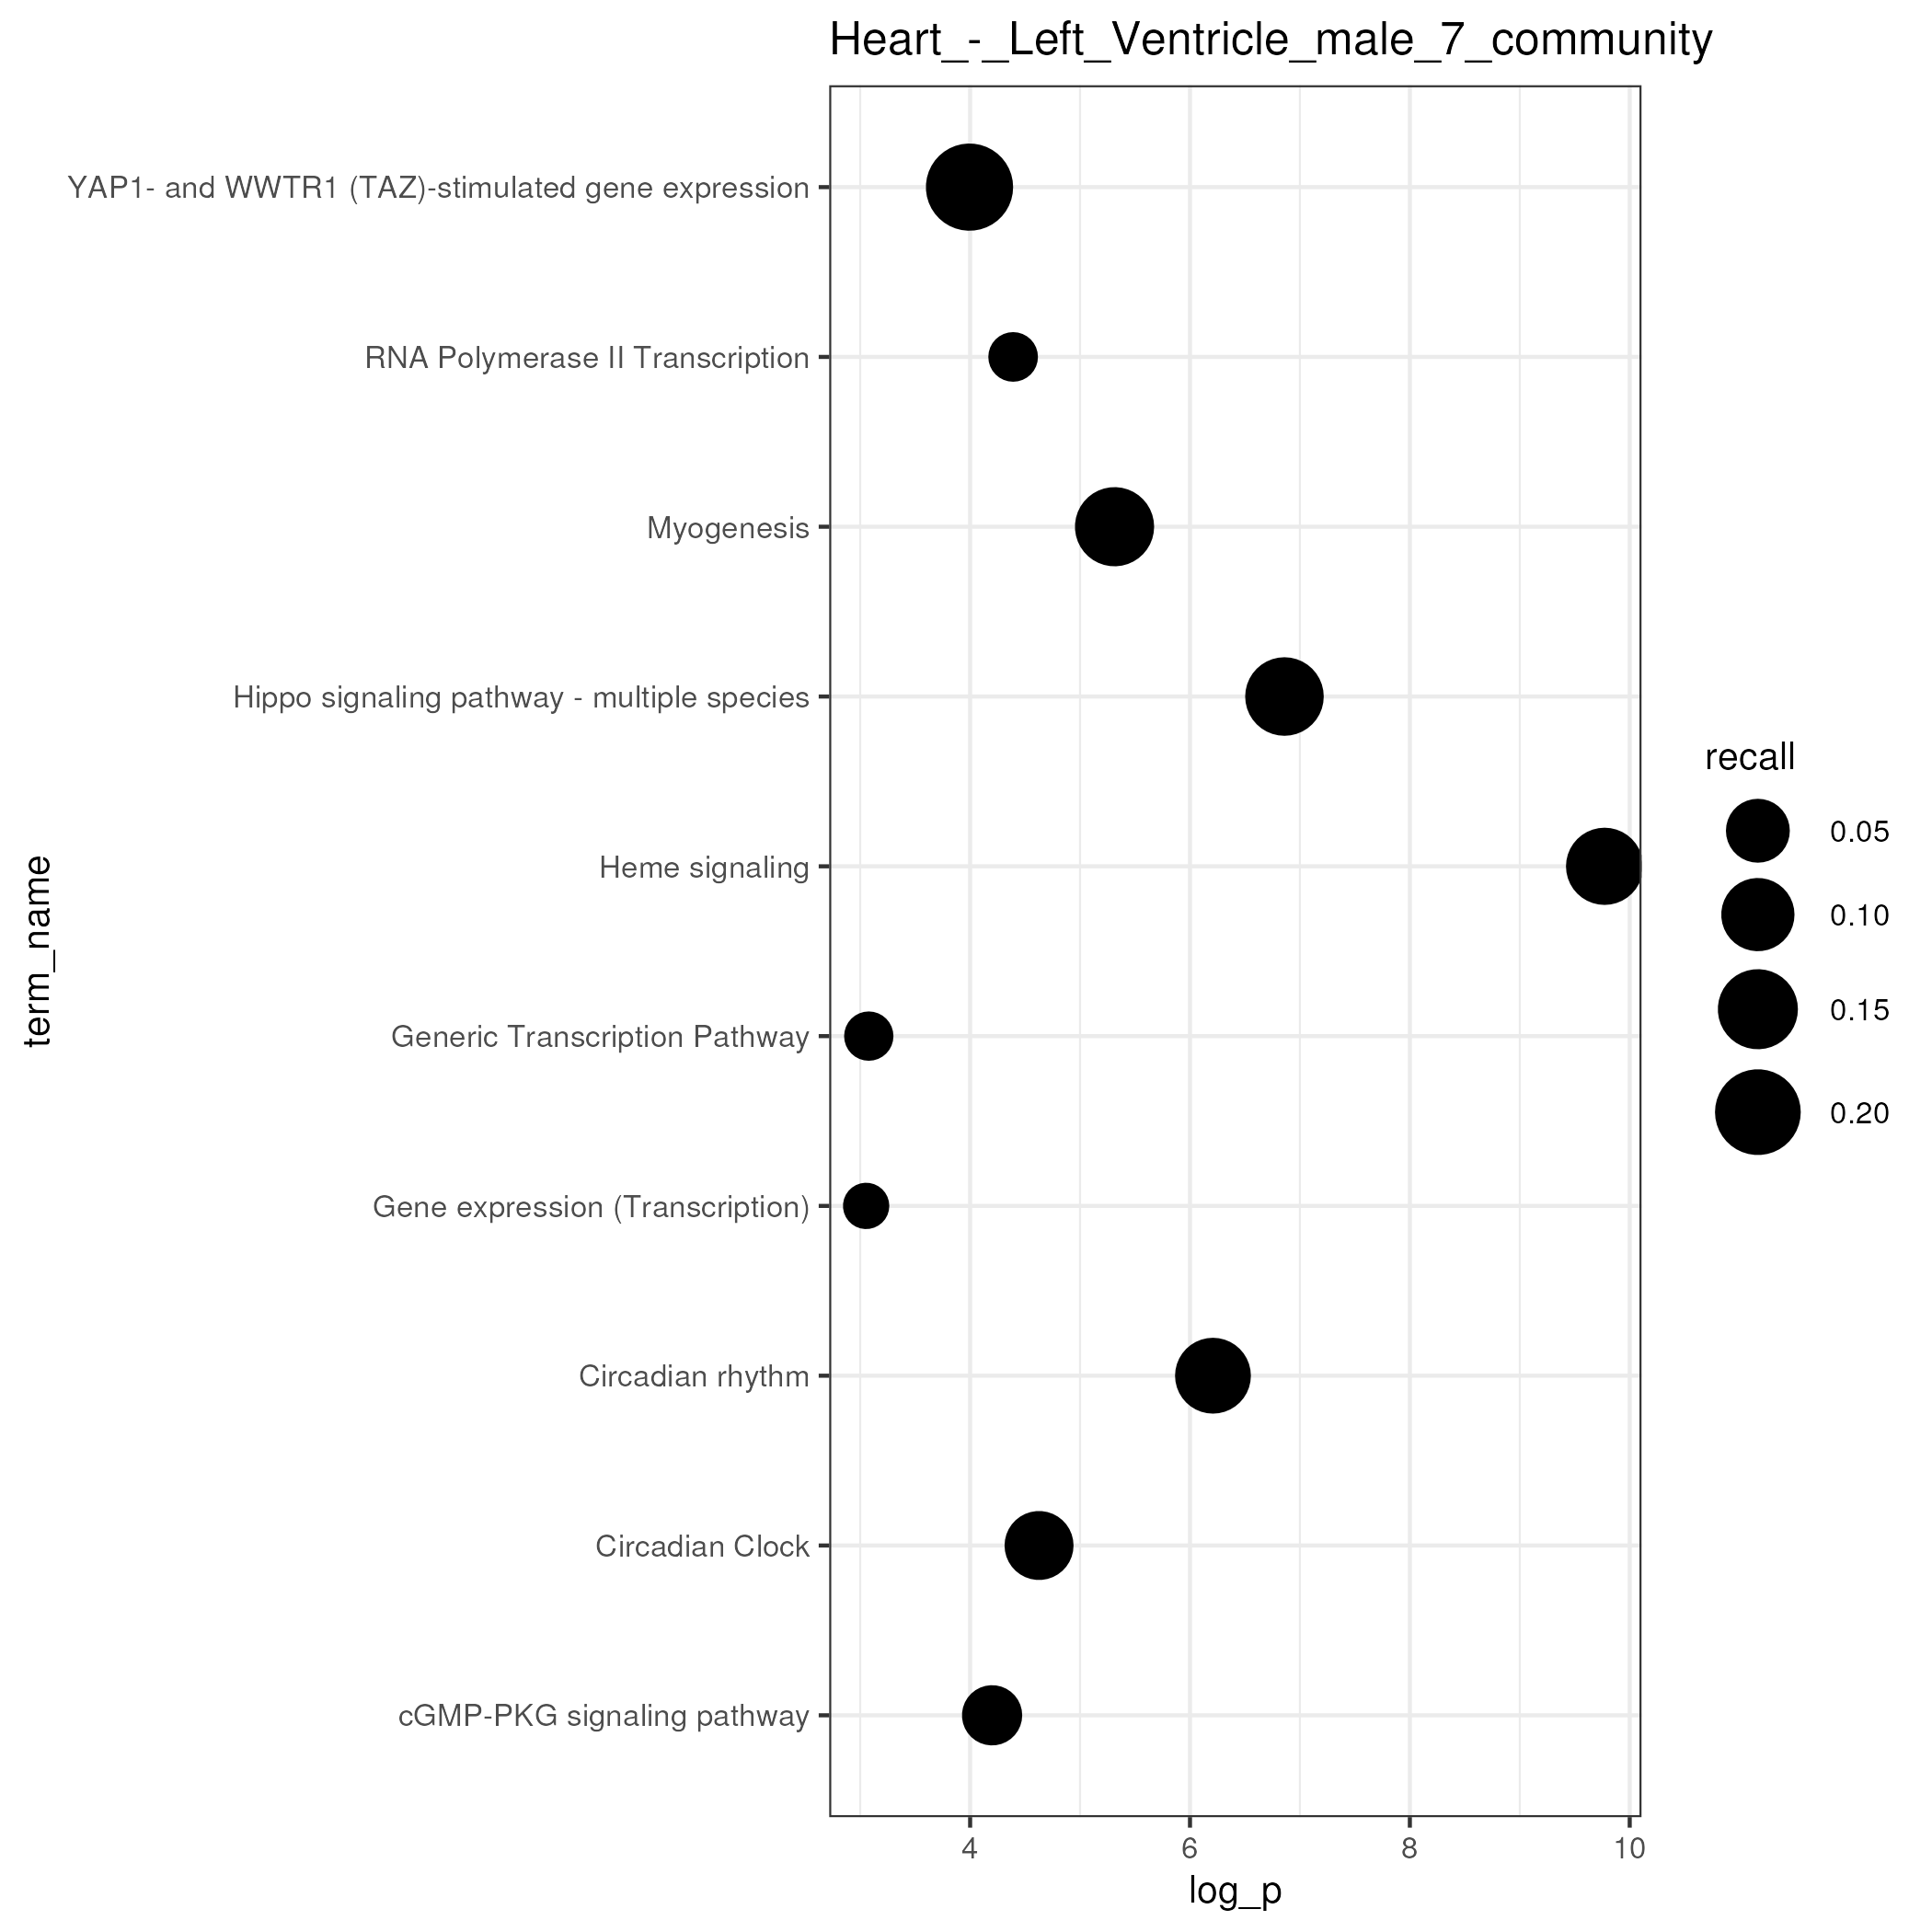 Heart_-_Left_Ventricle_male_7_community
YAP1- and WWTR1 (TAZ)-stimulated gene expression
RNA Polymerase II Transcription
Myogenesis
Hippo signaling pathway - multiple species
Heme signaling
Generic Transcription Pathway
Gene expression (Transcription)
Circadian rhythm
Circadian Clock
cGMP-PKG signaling pathway
term_name
4 6 8 10
log_p
recall
0.05
0.10
0.15
0.20